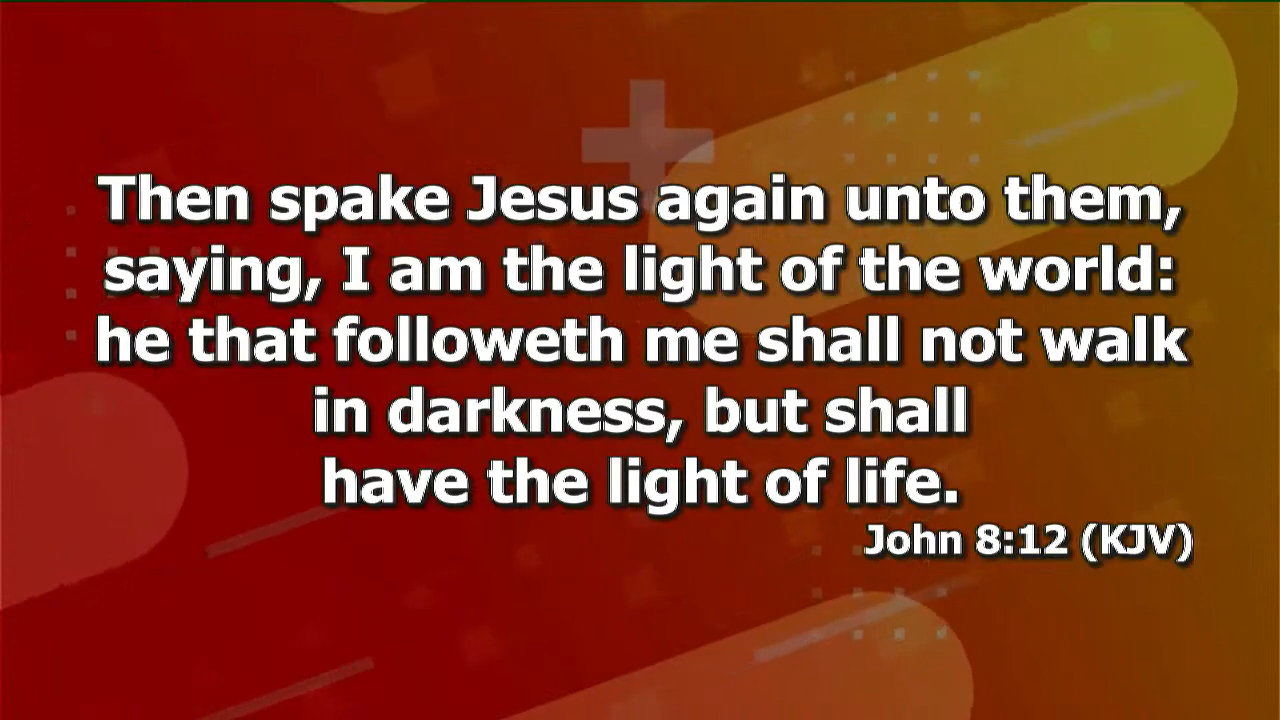 Then spake Jesus again unto them,
saying, I am the light of the world:
he that followeth me shall not walk
in darkness, but shall
have the light of life.
John 8:12 (KJV)